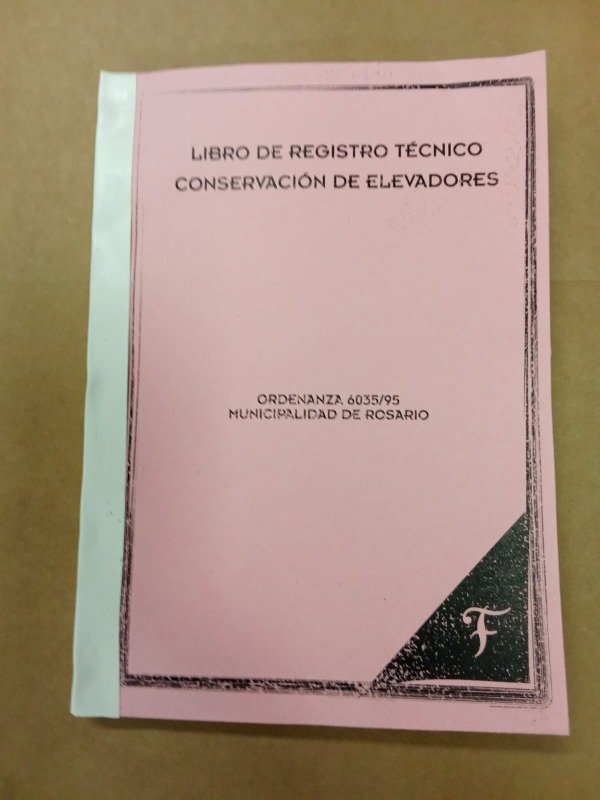 LIBRO DE REGISTRO TÉCNICO
CONSERVACIÓN DE ELEVADORES
ORDENANZA 6035/95
MUNICIPALIDAD DE ROSARIO
F